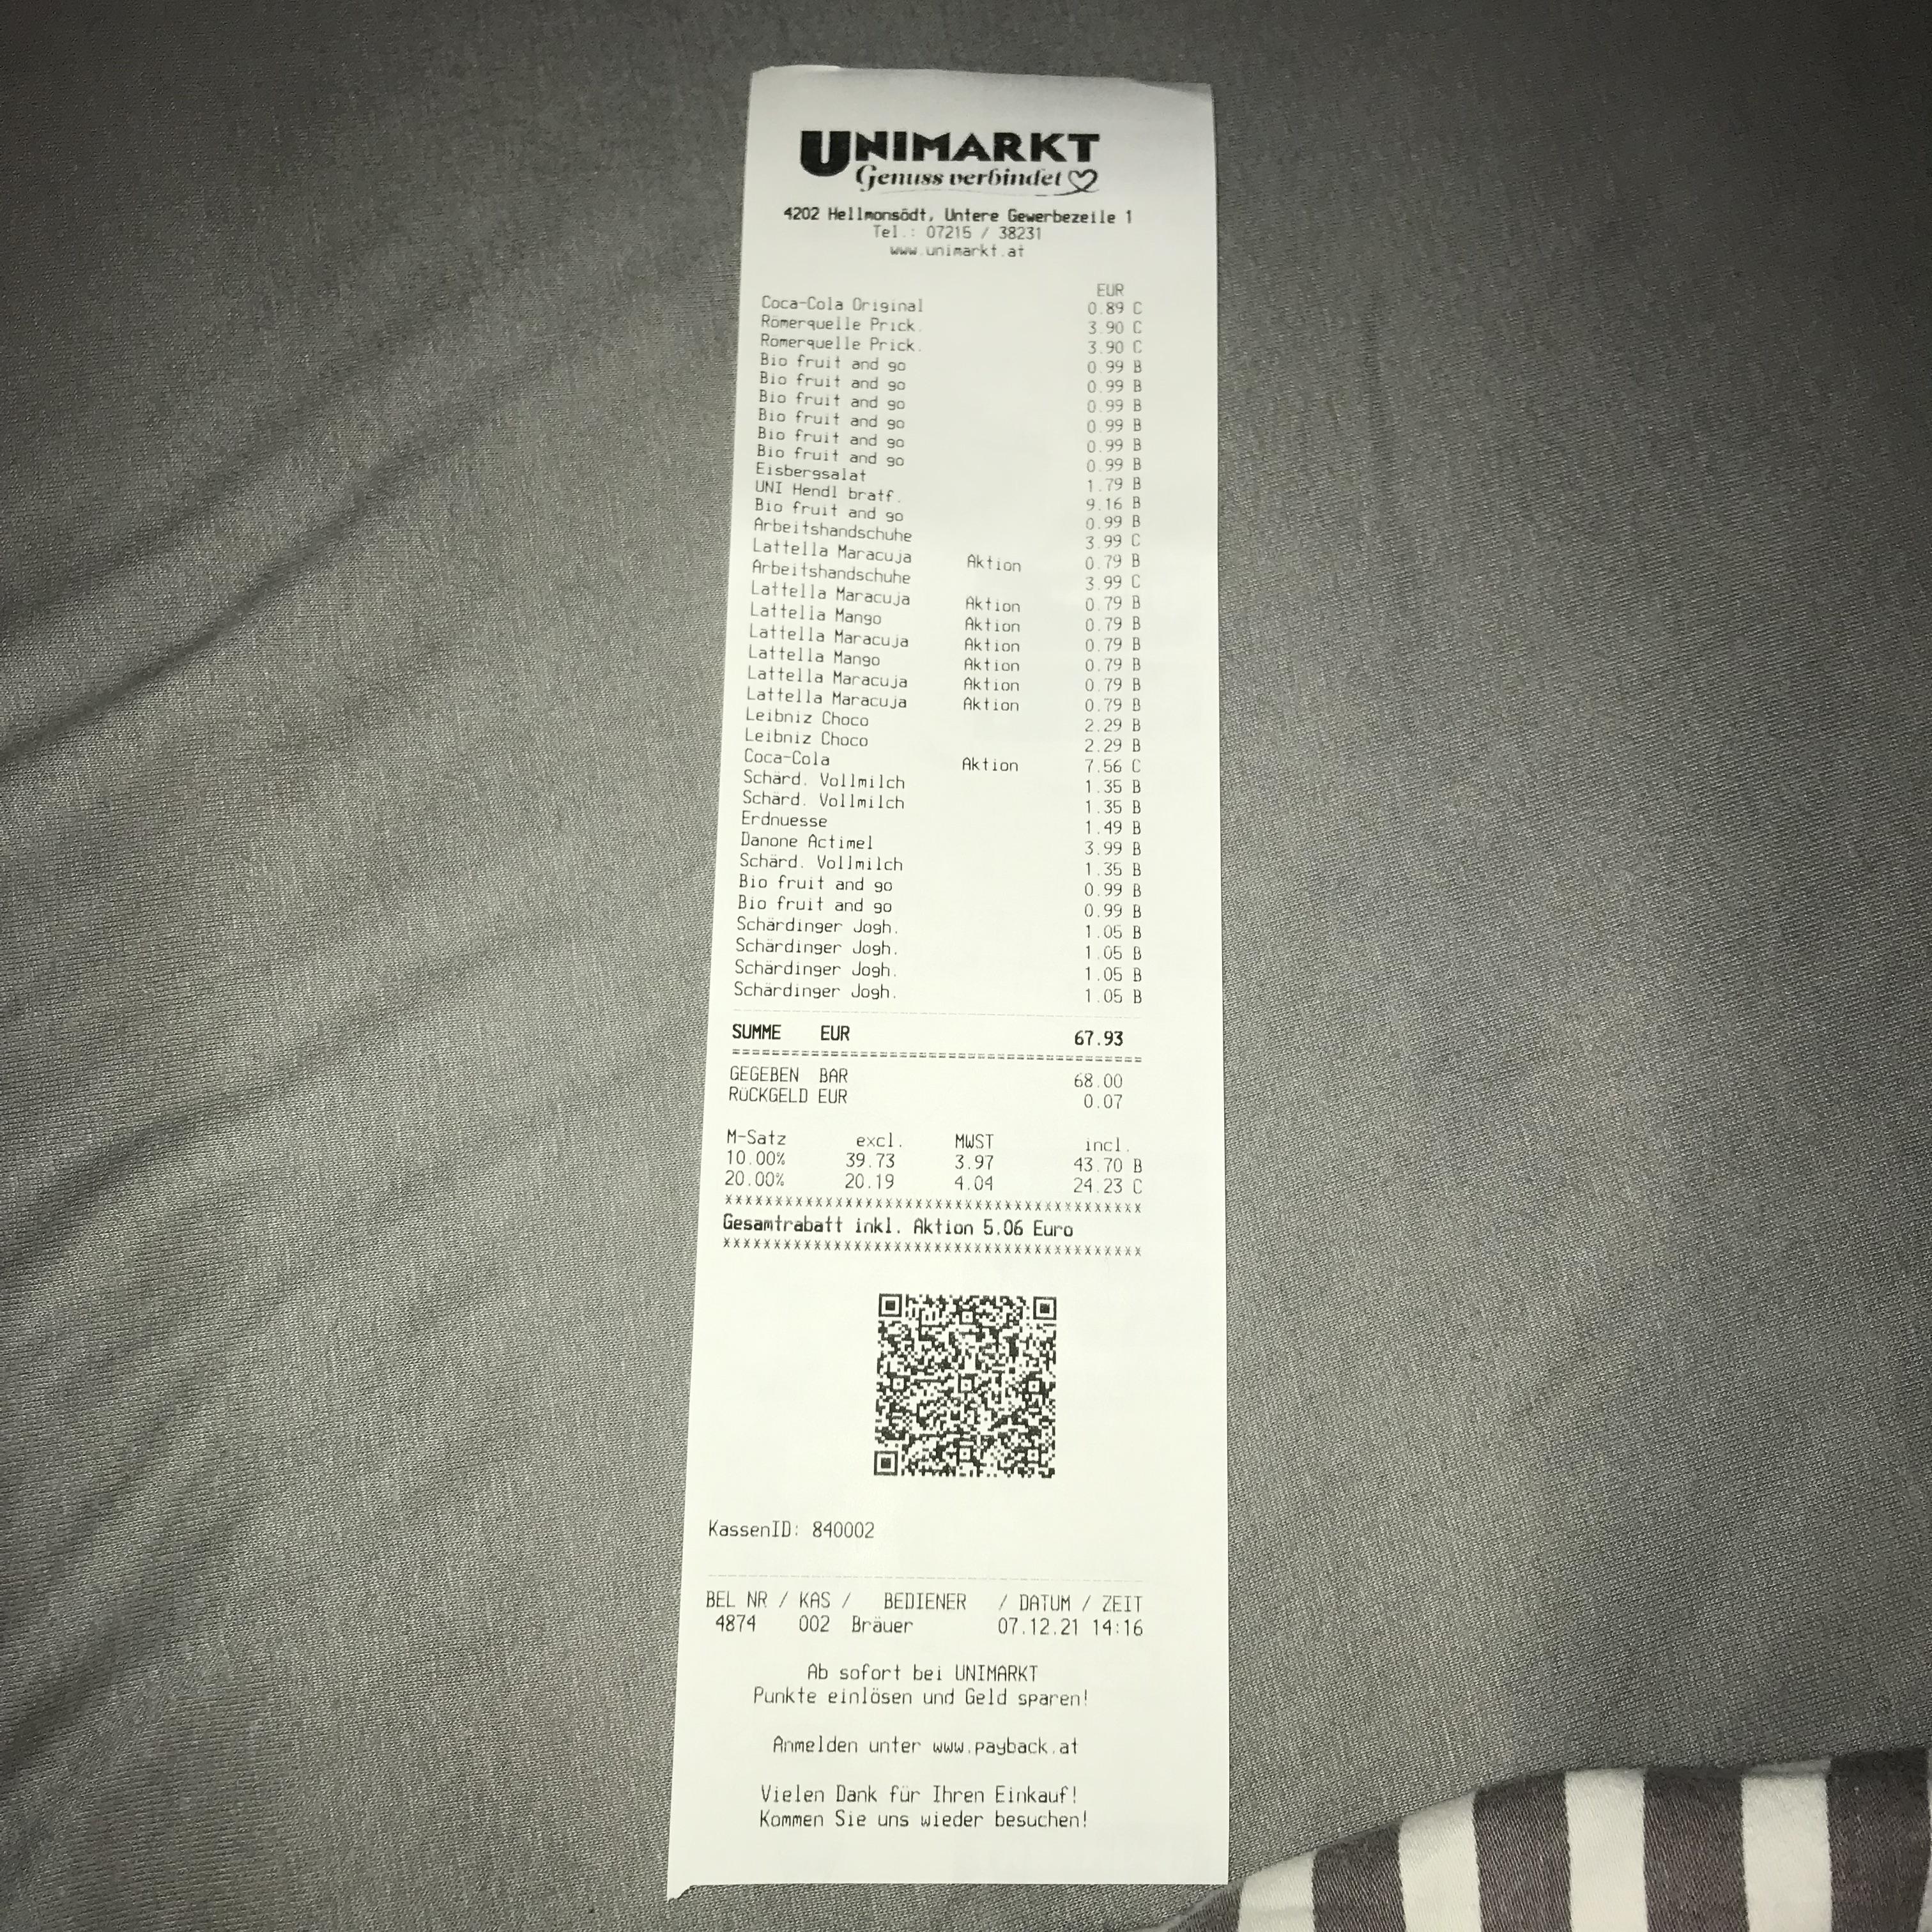 UNIMARKT
Genuss verbindet
4202 Hellmonsödt, Untere Gewerbezeile 1
Tel.: 07215 / 38231
www.unimarkt.at
EUR
Coca-Cola Original 0.89 C
Römerquelle Prick. 3.90 C
Römerquelle Prick. 3.90 C
Bio fruit and go 0.99 B
Bio fruit and go 0.99 B
Bio fruit and go 0.99 B
Bio fruit and go 0.99 B
Bio fruit and go 0.99 B
Bio fruit and go 0.99 B
Eisbergsalat 1.79 B
UNI Hendl bratf. 9.16 B
Bio fruit and go 0.99 B
Arbeitshandschuhe 3.99 C
Lattella Maracuja Aktion 0.79 B
Arbeitshandschuhe 3.99 C
Lattella Maracuja Aktion 0.79 B
Lattella Mango Aktion 0.79 B
Lattella Maracuja Aktion 0.79 B
Lattella Mango Aktion 0.79 B
Lattella Maracuja Aktion 0.79 B
Lattella Maracuja Aktion 0.79 B
Leibniz Choco 2.29 B
Leibniz Choco 2.29 B
Coca-Cola Aktion 7.56 C
Schärd. Vollmilch 1.35 B
Schärd. Vollmilch 1.35 B
Erdnuesse 1.49 B
Danone Actimel 3.99 B
Schärd. Vollmilch 1.35 B
Bio fruit and go 0.99 B
Bio fruit and go 0.99 B
Schärdinger Jogh. 1.05 B
Schärdinger Jogh. 1.05 B
Schärdinger Jogh. 1.05 B
Schärdinger Jogh. 1.05 B
SUMME EUR 67.93
GEGEBEN BAR 68.00
RÜCKGELD EUR 0.07
M-Satz excl. MWST incl.
10.00% 39.73 3.97 43.70 B
20.00% 20.19 4.04 24.23 C
Gesamtrabatt inkl. Aktion 5.06 Euro
KassenID: 840002
BEL NR / KAS / BEDIENER / DATUM / ZEIT
4874 002 Bräuer 07.12.21 14:16
Ab sofort bei UNIMARKT
Punkte einlösen und Geld sparen!
Anmelden unter www.payback.at
Vielen Dank für Ihren Einkauf!
Kommen Sie uns wieder besuchen!